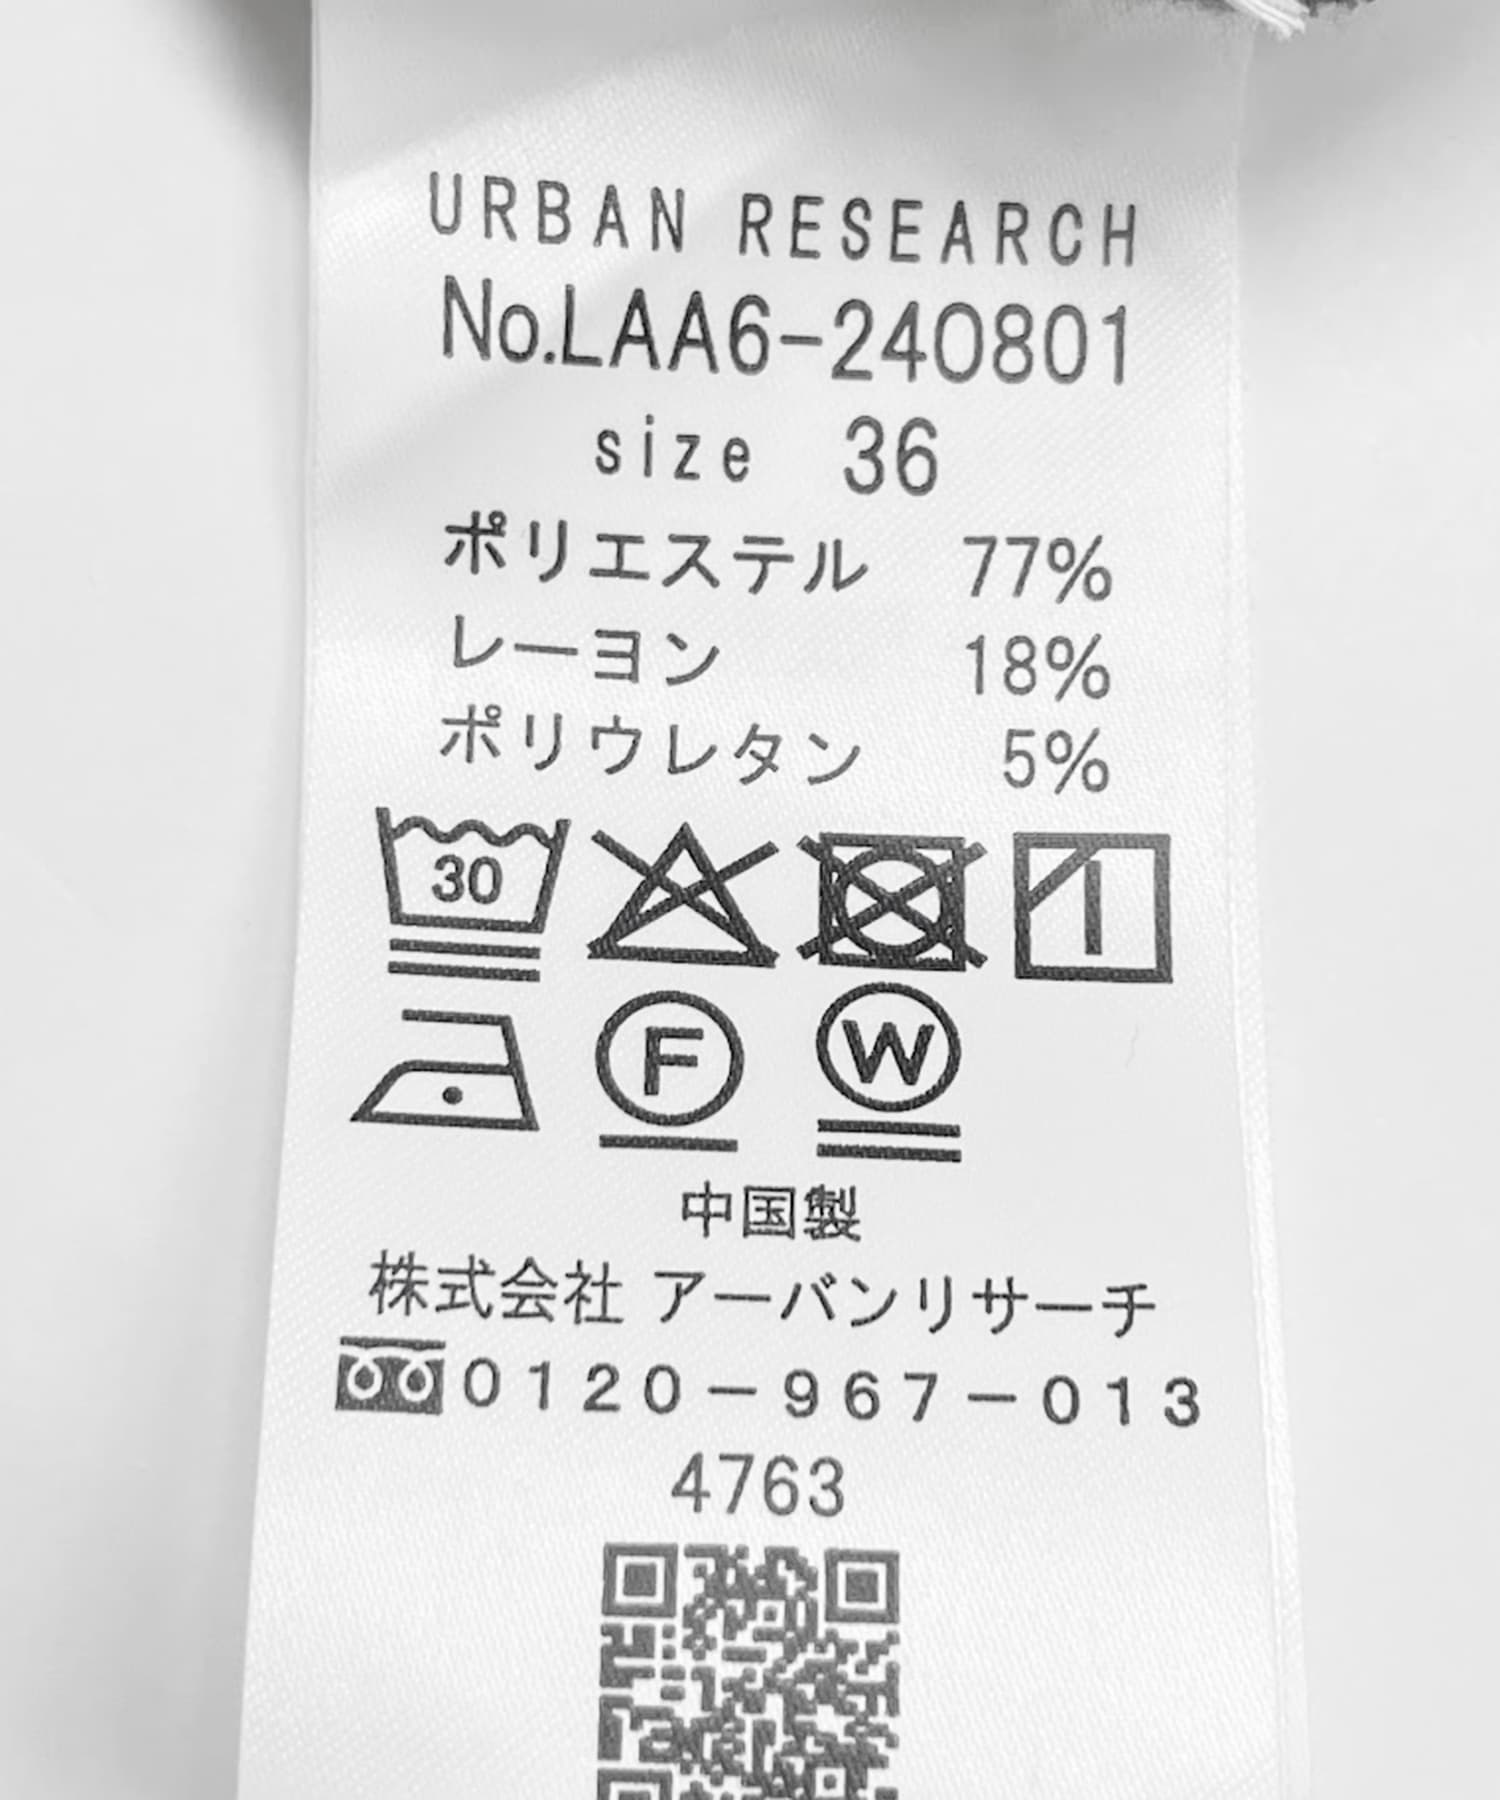 URBAN RESEARCH
No.LAA6-240801
size 36
ポリエステル 77%
レーヨン 18%
ポリウレタン 5%
30
F W
中国製
株式会社 アーバンリサーチ
0120-967-013
4763